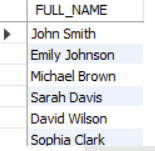 FULL_NAME
John Smith
Emily Johnson
Michael Brown
Sarah Davis
David Wilson
Sophia Clark